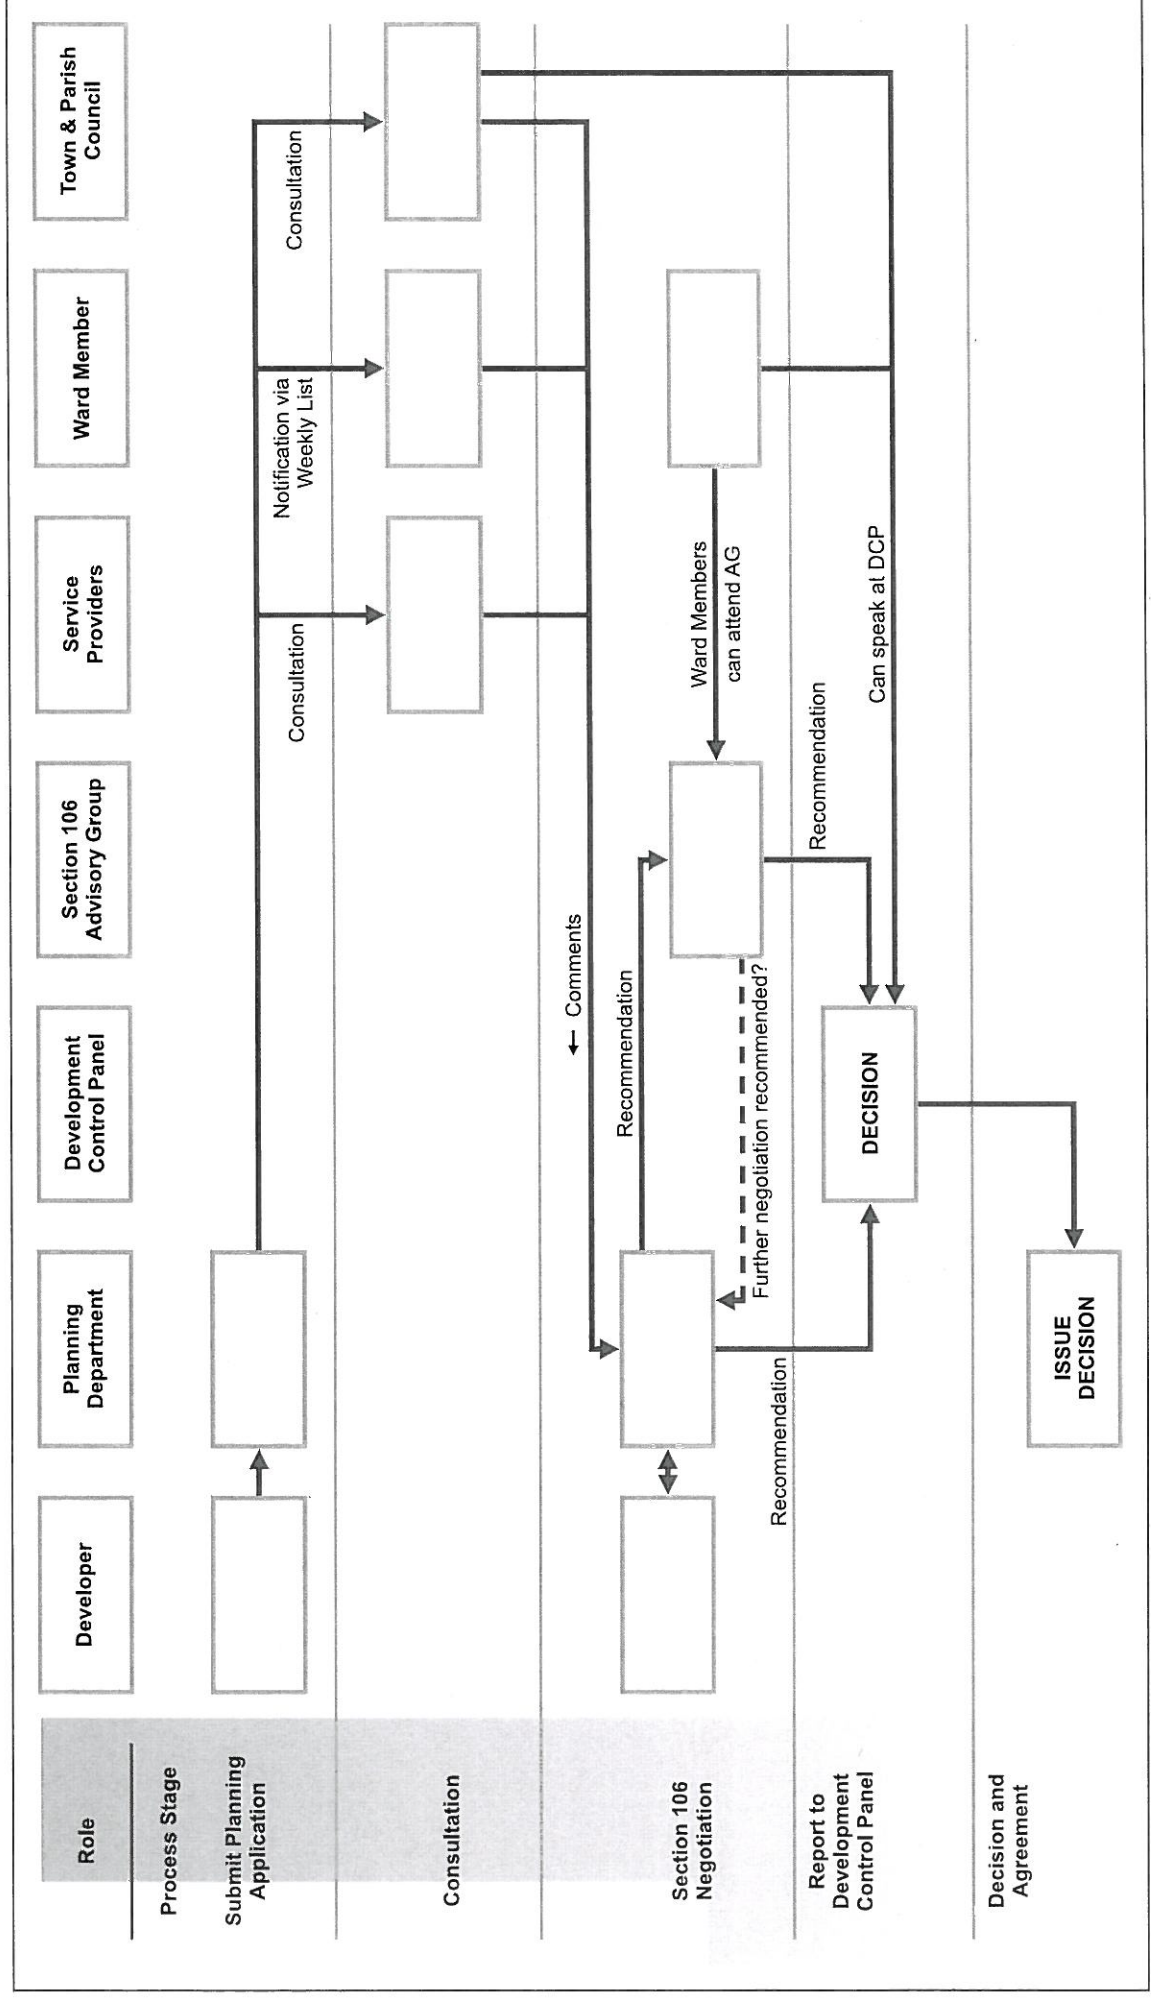 Role
Developer
Planning
Department
Development
Control Panel
Section 106
Advisory Group
Service
Providers
Ward Member
Town & Parish
Council
Process Stage
Submit Planning
Application
Consultation
Notification via
Weekly List
Consultation
Consultation
← Comments
Section 106
Negotiation
Recommendation
Ward Members
can attend AG
Further negotiation recommended?
Recommendation
Recommendation
Can speak at DCP
Report to
Development
Control Panel
DECISION
Decision and
Agreement
ISSUE
DECISION